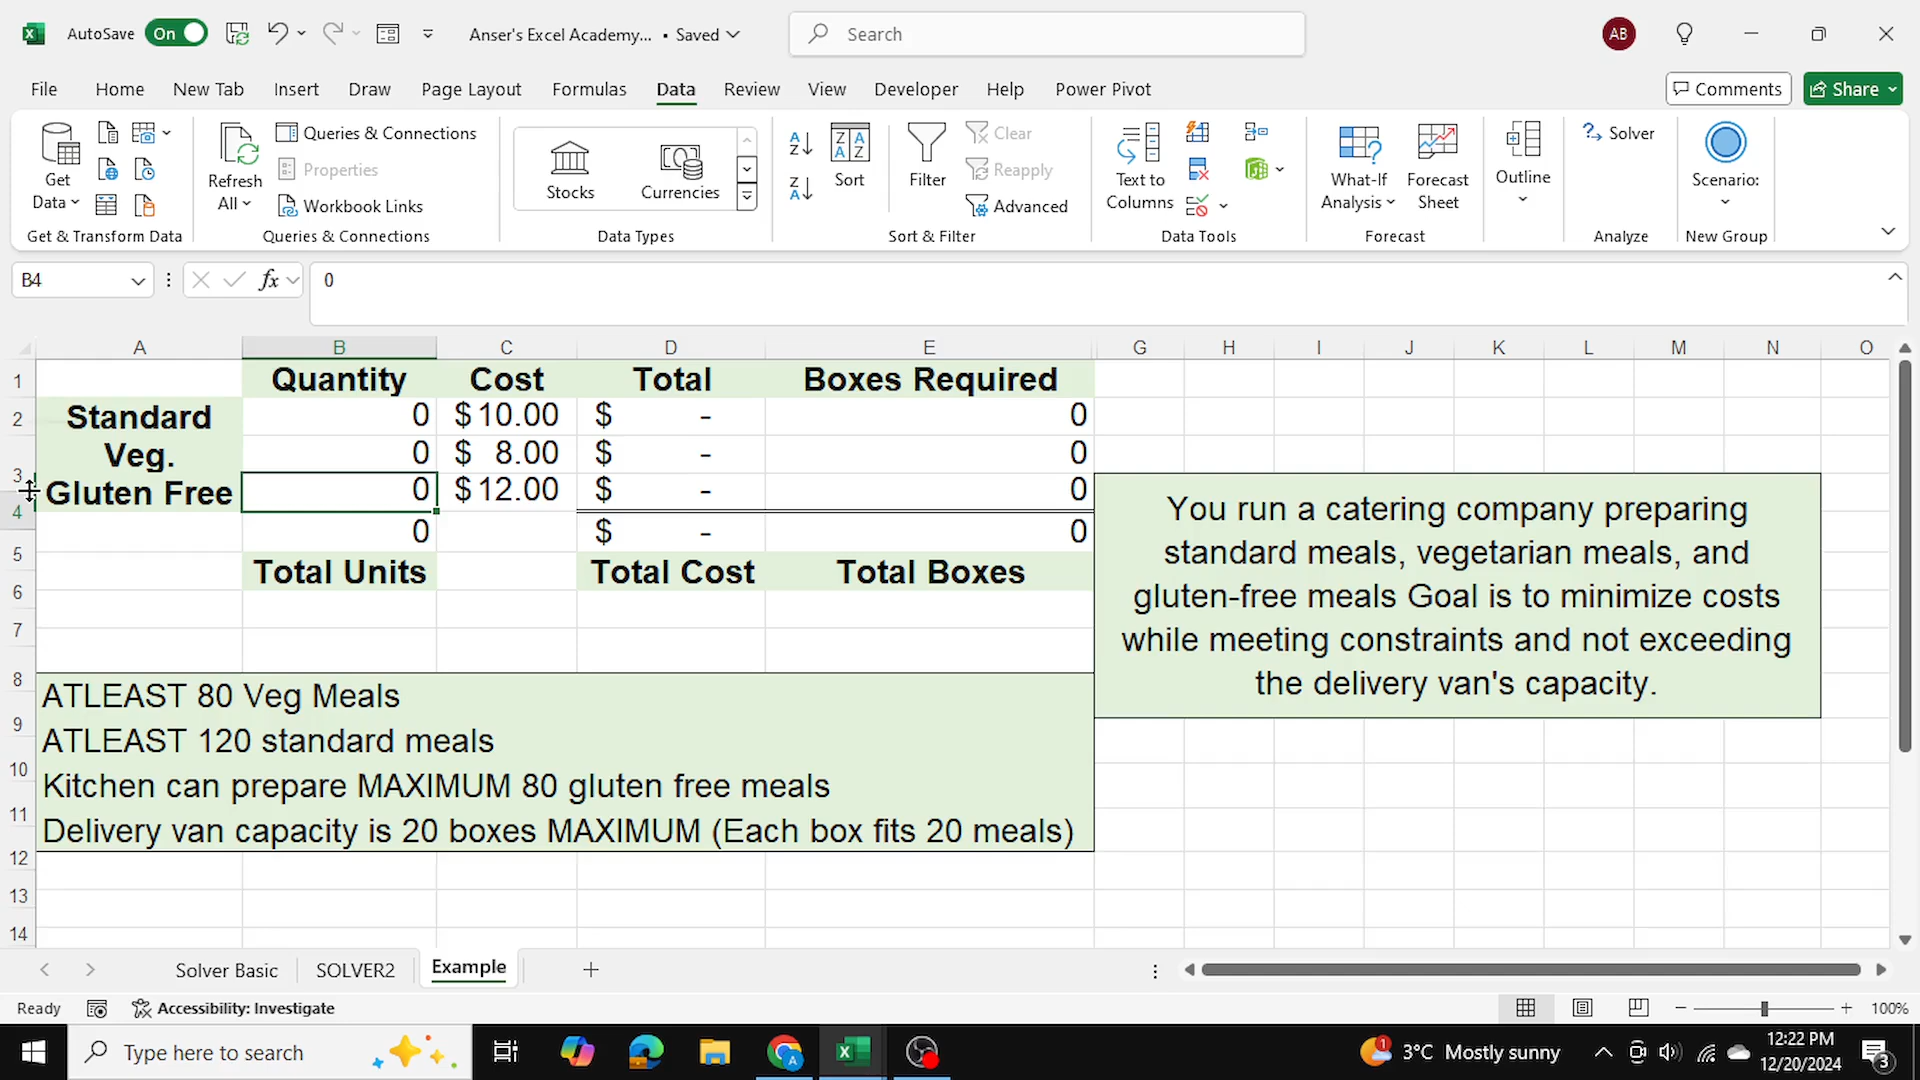 AutoSave On Anser's Excel Academy... • Saved Search AB
File Home New Tab Insert Draw Page Layout Formulas Data Review View Developer Help Power Pivot Comments Share
Get Data
Get & Transform Data
Refresh All
Queries & Connections
Properties
Workbook Links
Queries & Connections
Stocks Currencies
Data Types
Sort Filter
Clear
Reapply
Advanced
Sort & Filter
Text to Columns
Data Tools
What-If Analysis
Forecast Sheet
Forecast
Outline
Solver
Analyze
Scenario:
New Group
B4 fx 0
A B C D E G H I J K L M N O
1 Quantity Cost Total Boxes Required
2 Standard 0 $10.00 $ - 0
3 Veg. 0 $ 8.00 $ - 0
4 Gluten Free 0 $12.00 $ - 0
5 0 $ - 0
6 Total Units Total Cost Total Boxes
7
You run a catering company preparing
standard meals, vegetarian meals, and
gluten-free meals Goal is to minimize costs
while meeting constraints and not exceeding
the delivery van's capacity.
8 ATLEAST 80 Veg Meals
9 ATLEAST 120 standard meals
10 Kitchen can prepare MAXIMUM 80 gluten free meals
11 Delivery van capacity is 20 boxes MAXIMUM (Each box fits 20 meals)
12
13
14
Solver Basic SOLVER2 Example
Ready Accessibility: Investigate 100%
Type here to search 1 3°C Mostly sunny 12:22 PM 3
12/20/2024